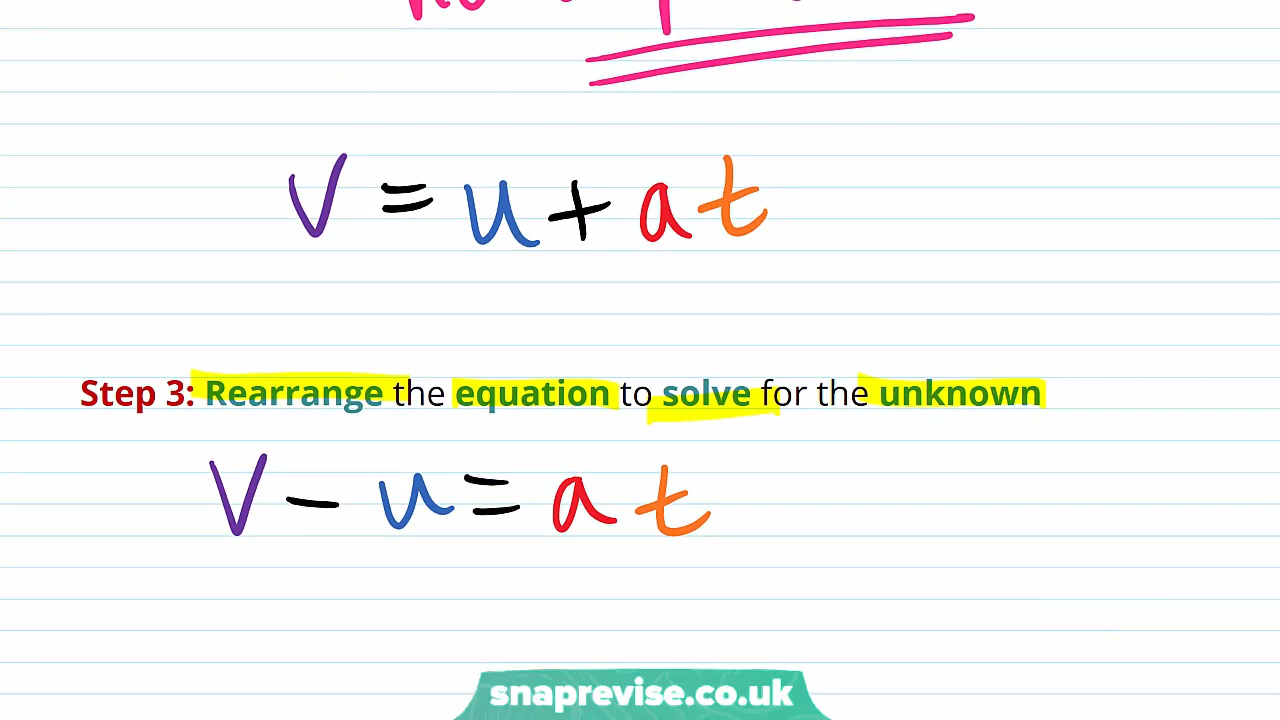 v = u + at
Step 3: Rearrange the equation to solve for the unknown
v - u = at
snaprevise.co.uk